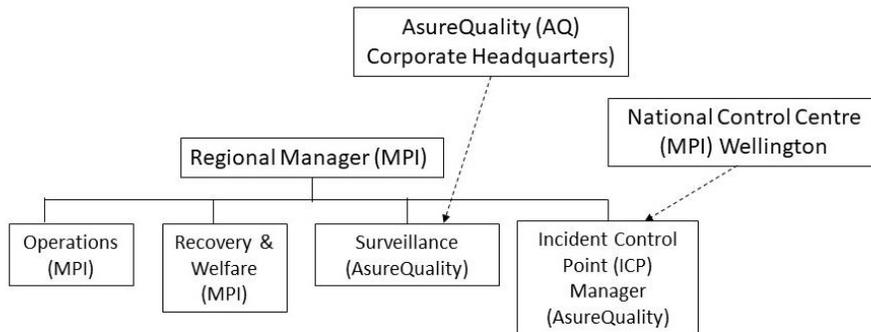 AsureQuality (AQ)
Corporate Headquarters)
National Control Centre
(MPI) Wellington
Regional Manager (MPI)
Operations
(MPI)
Recovery &
Welfare
(MPI)
Surveillance
(AsureQuality)
Incident Control
Point (ICP)
Manager
(AsureQuality)